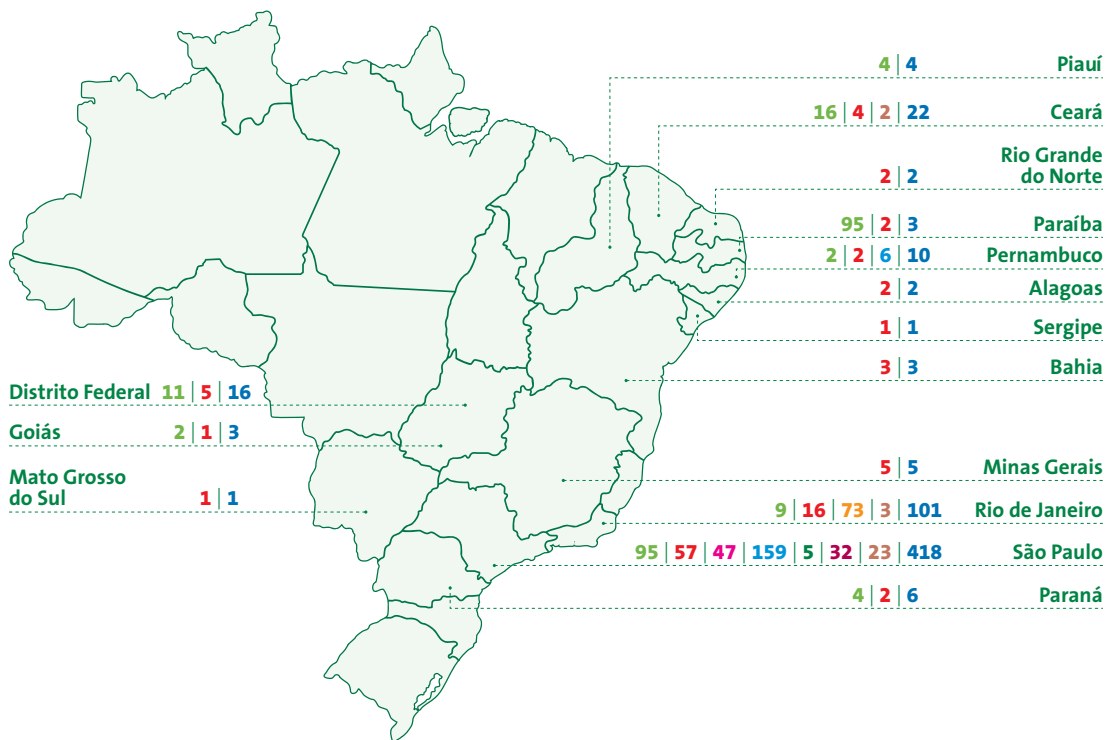 4 | 4 Piauí
16 | 4 | 2 | 22 Ceará
Rio Grande
do Norte
2 | 2
95 | 2 | 3 Paraíba
2 | 2 | 6 | 10 Pernambuco
2 | 2 Alagoas
1 | 1 Sergipe
3 | 3 Bahia
Distrito Federal 11 | 5 | 16
Goiás 2 | 1 | 3
Mato Grosso
do Sul
1 | 1
5 | 5 Minas Gerais
9 | 16 | 73 | 3 | 101 Rio de Janeiro
95 | 57 | 47 | 159 | 5 | 32 | 23 | 418 São Paulo
4 | 2 | 6 Paraná